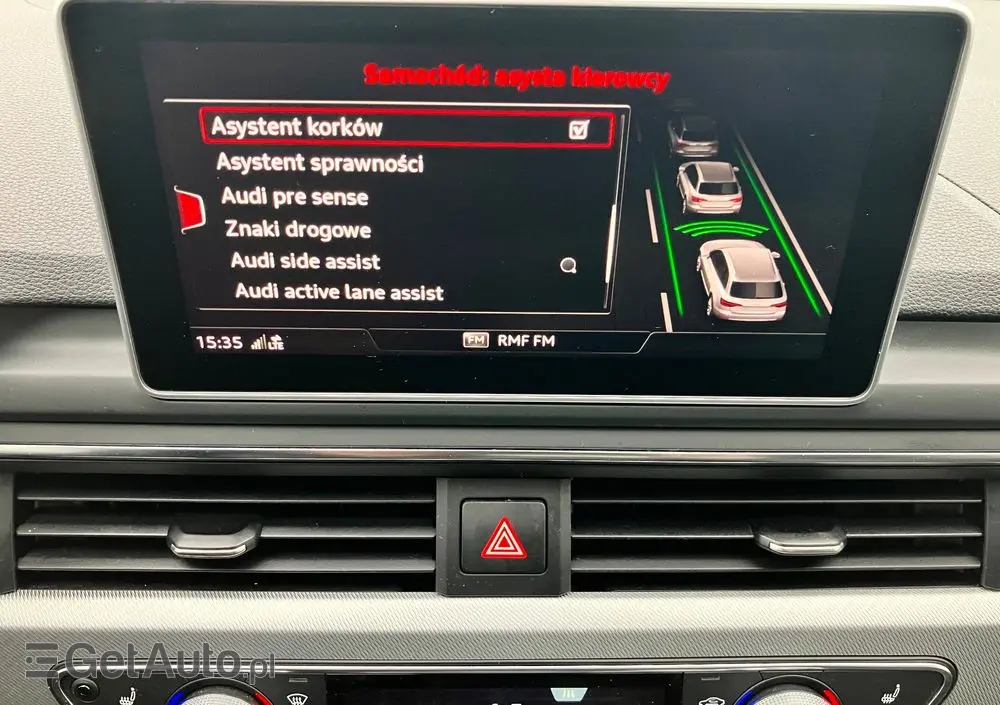 Samochód: asysta kierowcy
Asystent korków
Asystent sprawności
Audi pre sense
Znaki drogowe
Audi side assist
Audi active lane assist
15:35 LTE FM RMF FM
GetAuto.pl